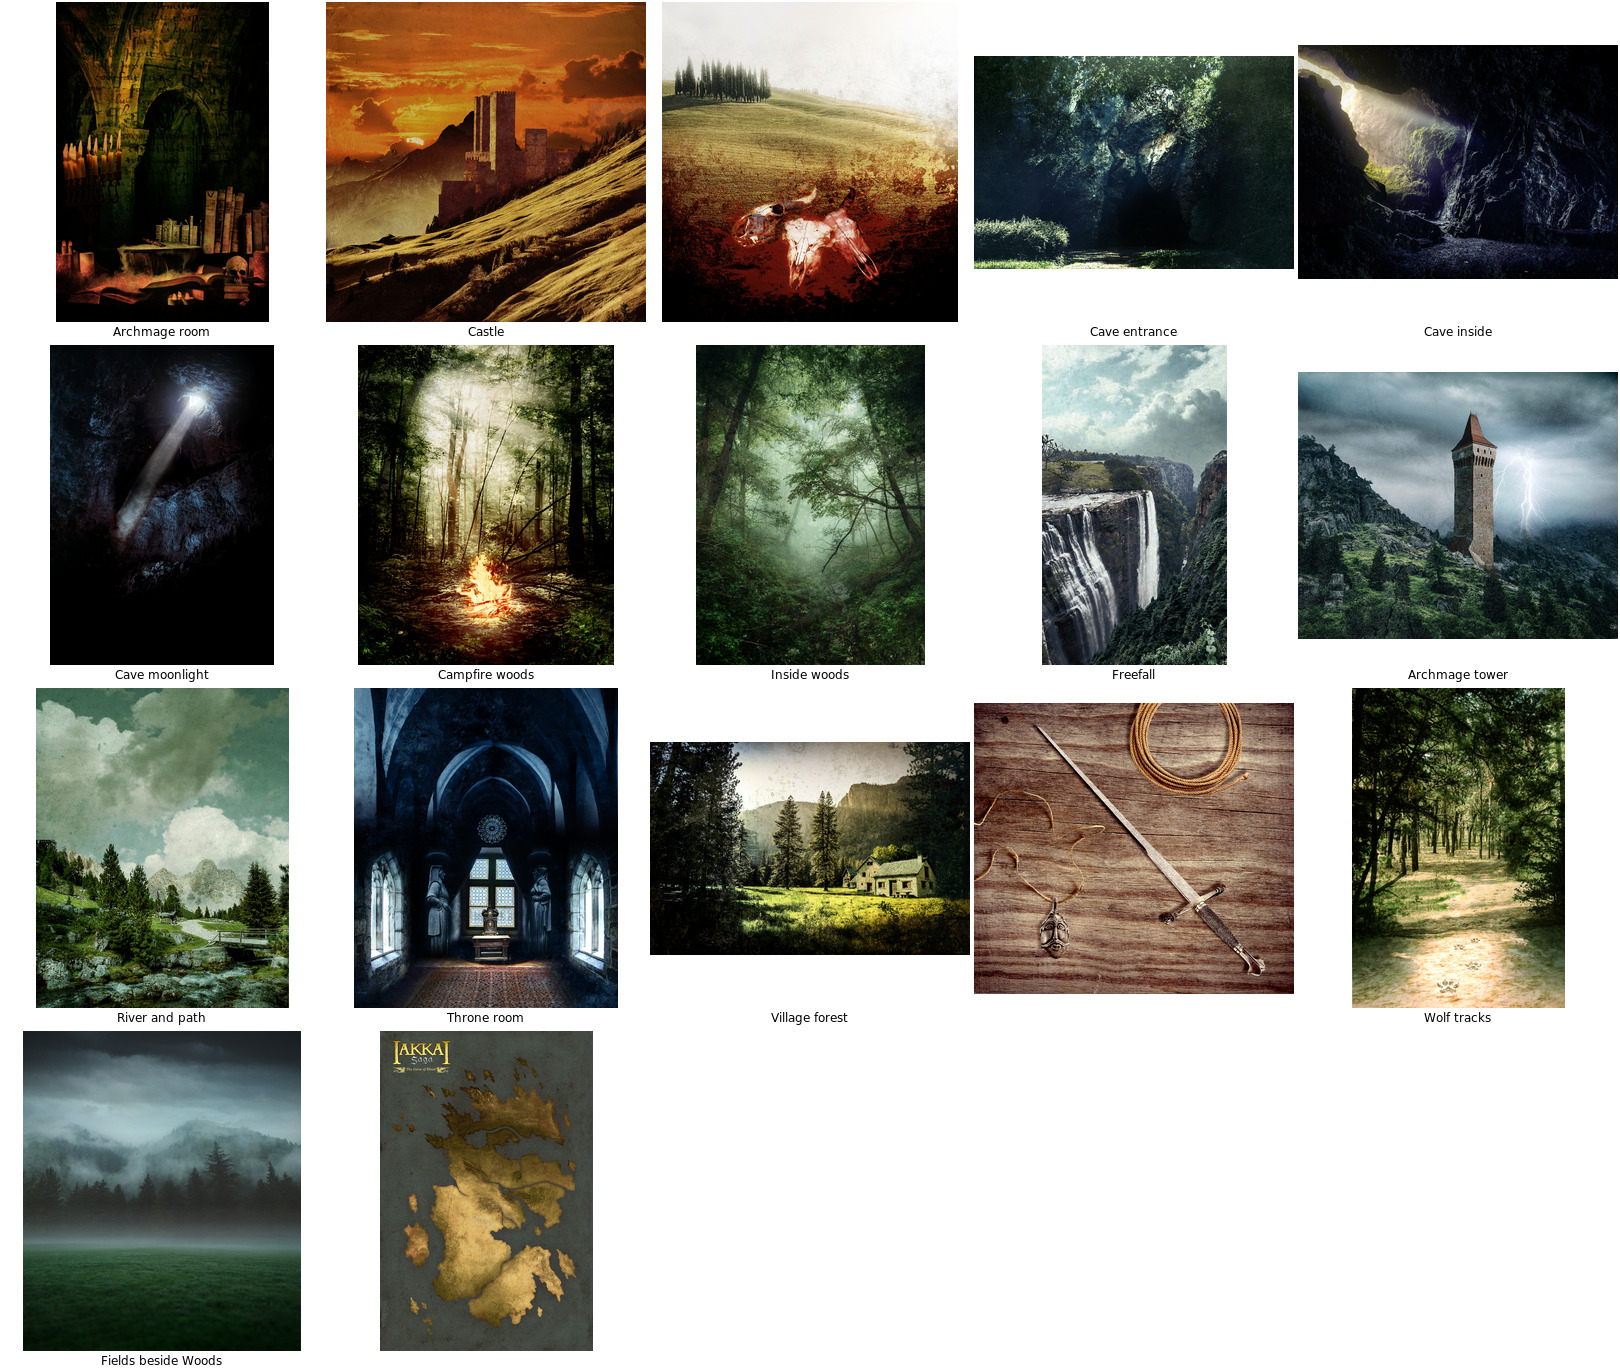 Archmage room
Castle
Cave entrance
Cave inside
Cave moonlight
Campfire woods
Inside woods
Freefall
Archmage tower
River and path
Throne room
Village forest
Wolf tracks
Fields beside Woods
IAKKAI
Saga